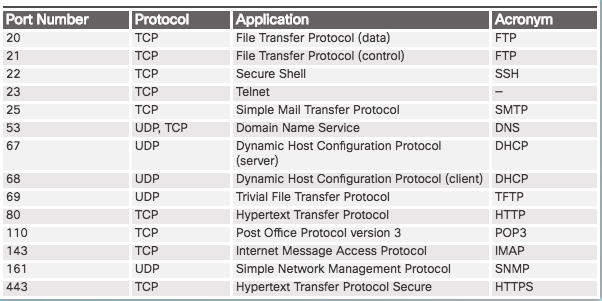 Port Number Protocol Application Acronym
20 TCP File Transfer Protocol (data) FTP
21 TCP File Transfer Protocol (control) FTP
22 TCP Secure Shell SSH
23 TCP Telnet –
25 TCP Simple Mail Transfer Protocol SMTP
53 UDP, TCP Domain Name Service DNS
67 UDP Dynamic Host Configuration Protocol DHCP
(server)
68 UDP Dynamic Host Configuration Protocol (client) DHCP
69 UDP Trivial File Transfer Protocol TFTP
80 TCP Hypertext Transfer Protocol HTTP
110 TCP Post Office Protocol version 3 POP3
143 TCP Internet Message Access Protocol IMAP
161 UDP Simple Network Management Protocol SNMP
443 TCP Hypertext Transfer Protocol Secure HTTPS